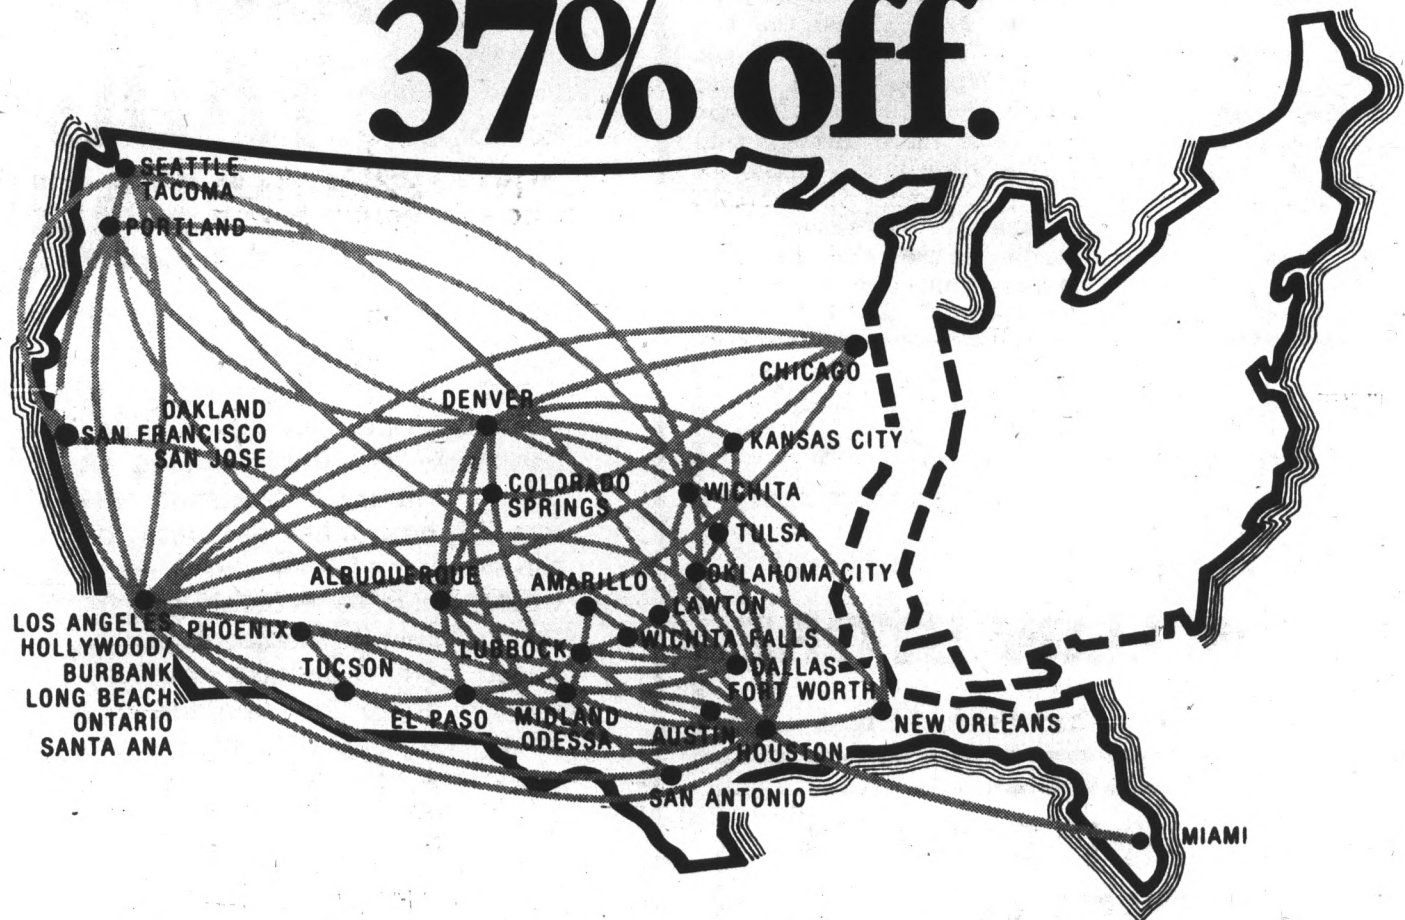 37% off.
SEATTLE
TACOMA
PORTLAND
CHICAGO
DENVER
OAKLAND
SAN FRANCISCO
SAN JOSE
KANSAS CITY
COLORADO
SPRINGS
WICHITA
TULSA
ALBUQUERQUE
AMARILLO
OKLAHOMA CITY
LAWTON
LOS ANGELES
HOLLYWOOD/
BURBANK
LONG BEACH
ONTARIO
SANTA ANA
PHOENIX
TUCSON
LUBBOCK
WICHITA FALLS
DALLAS
FORT WORTH
EL PASO
MIDLAND
ODESSA
AUSTIN
HOUSTON
NEW ORLEANS
SAN ANTONIO
MIAMI